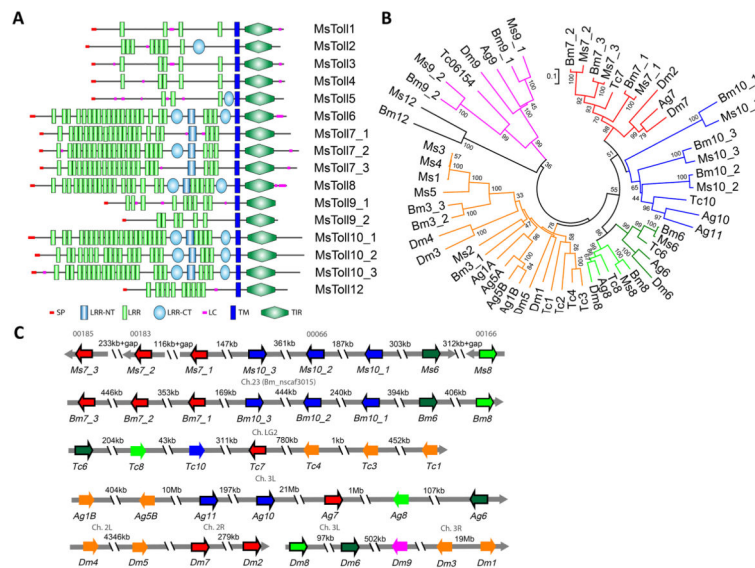 A
MsToll1
MsToll2
MsToll3
MsToll4
MsToll5
MsToll6
MsToll7_1
MsToll7_2
MsToll7_3
MsToll8
MsToll9_1
MsToll9_2
MsToll10_1
MsToll10_2
MsToll10_3
MsToll12
SP LRR-NT LRR LRR-CT LC TM TIR
B
0.1
Ms12
Bm12
Bm9_2
Ms9_2
Tc06154
Dm9
Ag9
Bm9_1
Ms9_1
Bm7_2
Ms7_2
Bm7_3
Ms7_3
Tc7
Bm7_1
Ms7_1
Dm2
Ag7
Dm7
Bm10_1
Ms10_1
Bm10_3
Ms10_3
Bm10_2
Ms10_2
Tc10
Ag10
Ag11
Bm6
Ms6
Tc6
Ag6
Dm6
Bm8
Ms8
Ag8
Dm8
Tc3
Tc4
Tc2
Tc1
Dm1
Dm5
Ag1B
Ag5B
Ag5A
Ag1A
Bm3_1
Ms2
Dm3
Dm4
Bm3_2
Bm3_3
Ms5
Ms1
Ms4
Ms3
C
00185 00183 00066 00166
233kb+gap 116kb+gap 147kb 361kb 187kb 303kb 312kb+gap
Ms7_3 Ms7_2 Ms7_1 Ms10_3 Ms10_2 Ms10_1 Ms6 Ms8
Ch.23 (Bm_nscaf3015)
446kb 353kb 169kb 444kb 240kb 394kb 406kb
Bm7_3 Bm7_2 Bm7_1 Bm10_3 Bm10_2 Bm10_1 Bm6 Bm8
Ch. LG2
204kb 43kb 311kb 780kb 1kb 452kb
Tc6 Tc8 Tc10 Tc7 Tc4 Tc3 Tc1
Ch. 3L
404kb 10Mb 197kb 21Mb 1Mb 107kb
Ag1B Ag5B Ag11 Ag10 Ag7 Ag8 Ag6
Ch. 2L Ch. 2R Ch. 3L Ch. 3R
4346kb 279kb 97kb 502kb 19Mb
Dm4 Dm5 Dm7 Dm2 Dm8 Dm6 Dm9 Dm3 Dm1